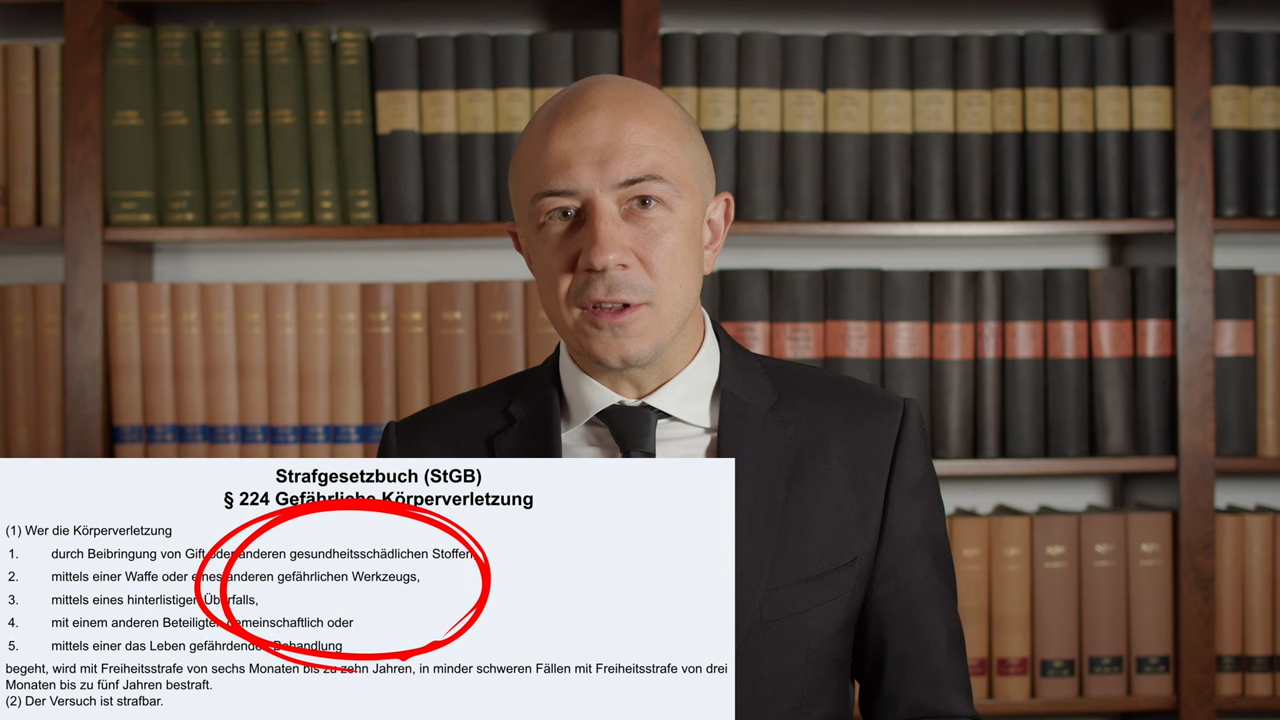 Strafgesetzbuch (StGB)
§ 224 Gefährliche Körperverletzung
(1) Wer die Körperverletzung
1. durch Beibringung von Gift oder anderen gesundheitsschädlichen Stoffen,
2. mittels einer Waffe oder eines anderen gefährlichen Werkzeugs,
3. mittels eines hinterlistigen Überfalls,
4. mit einem anderen Beteiligten gemeinschaftlich oder
5. mittels einer das Leben gefährdenden Behandlung
begeht, wird mit Freiheitsstrafe von sechs Monaten bis zu zehn Jahren, in minder schweren Fällen mit Freiheitsstrafe von drei
Monaten bis zu fünf Jahren bestraft.
(2) Der Versuch ist strafbar.